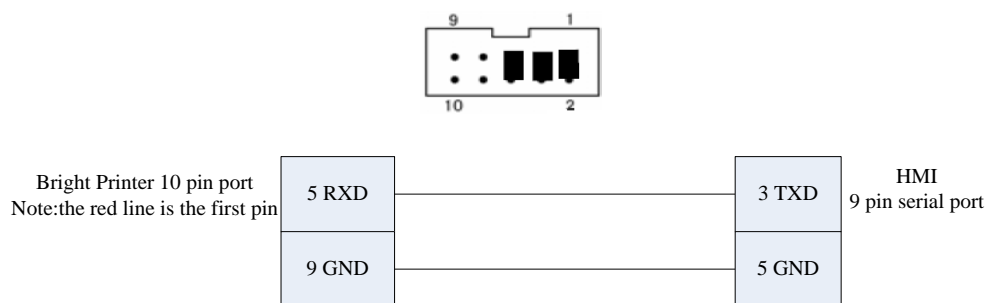 9 1
10 2
Bright Printer 10 pin port
Note:the red line is the first pin
5 RXD
3 TXD
HMI
9 pin serial port
9 GND
5 GND